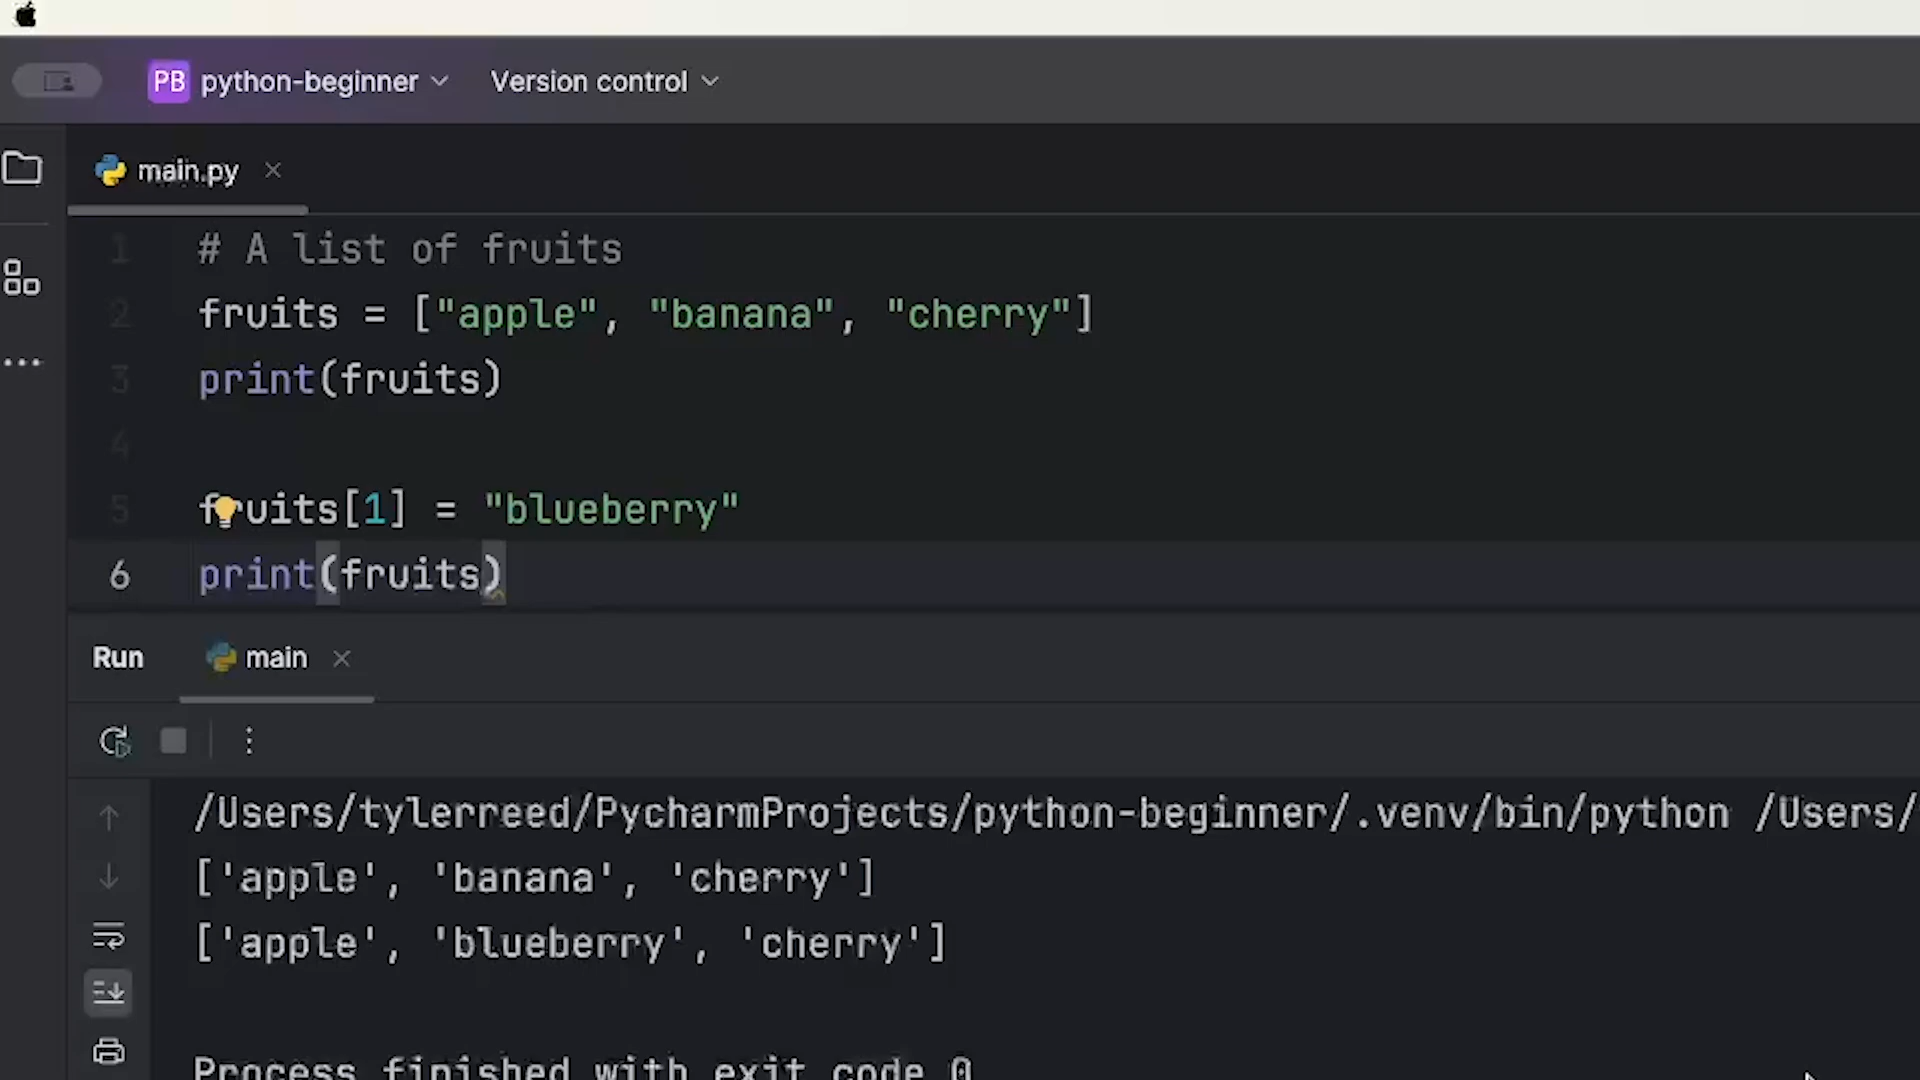 PB python-beginner Version control
main.py
1 # A list of fruits
2 fruits = ["apple", "banana", "cherry"]
3 print(fruits)
4
5 fruits[1] = "blueberry"
6 print(fruits)
Run main
/Users/tylerreed/PycharmProjects/python-beginner/.venv/bin/python /Users/
['apple', 'banana', 'cherry']
['apple', 'blueberry', 'cherry']
Process finished with exit code 0